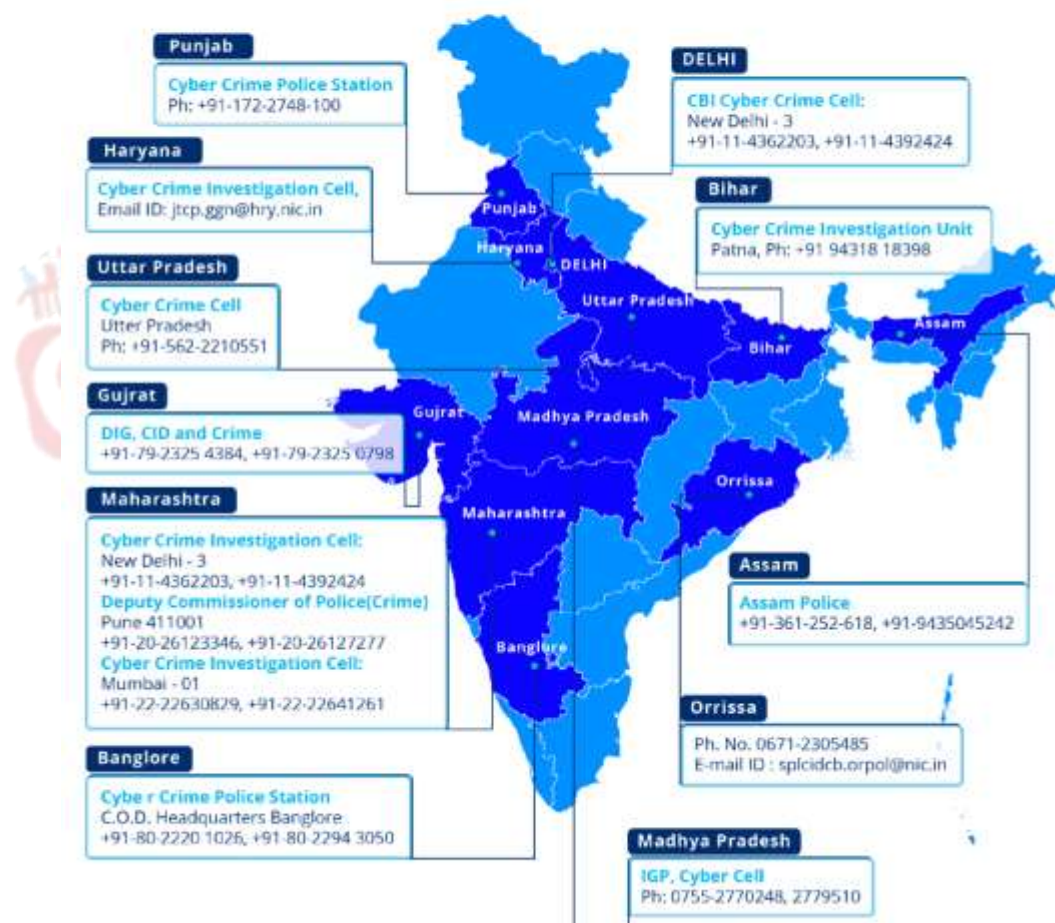 Punjab
Cyber Crime Police Station
Ph: +91-172-2748-100
DELHI
CBI Cyber Crime Cell:
New Delhi - 3
+91-11-4362203, +91-11-4392424
Haryana
Cyber Crime Investigation Cell,
Email ID: jtcp.ggn@hry.nic.in
Bihar
Cyber Crime Investigation Unit
Patna, Ph: +91 94318 18398
Uttar Pradesh
Cyber Crime Cell
Utter Pradesh
Ph: +91-562-2210551
Gujrat
DIG, CID and Crime
+91-79-2325 4384, +91-79-2325 0798
Maharashtra
Cyber Crime Investigation Cell:
New Delhi - 3
+91-11-4362203, +91-11-4392424
Deputy Commissioner of Police(Crime)
Pune 411001
+91-20-26123346, +91-20-26127277
Cyber Crime Investigation Cell:
Mumbai - 01
+91-22-22630829, +91-22-22641261
Banglore
Cybe r Crime Police Station
C.O.D. Headquarters Banglore
+91-80-2220 1026, +91-80-2294 3050
Punjab
Haryana
DELHI
Uttar Pradesh
Bihar
Assam
Gujrat
Madhya Pradesh
Orrissa
Maharashtra
Banglore
Assam
Assam Police
+91-361-252-618, +91-9435045242
Orrissa
Ph. No. 0671-2305485
E-mail ID : splcidcb.orpol@nic.in
Madhya Pradesh
IGP, Cyber Cell
Ph: 0755-2770248, 2779510